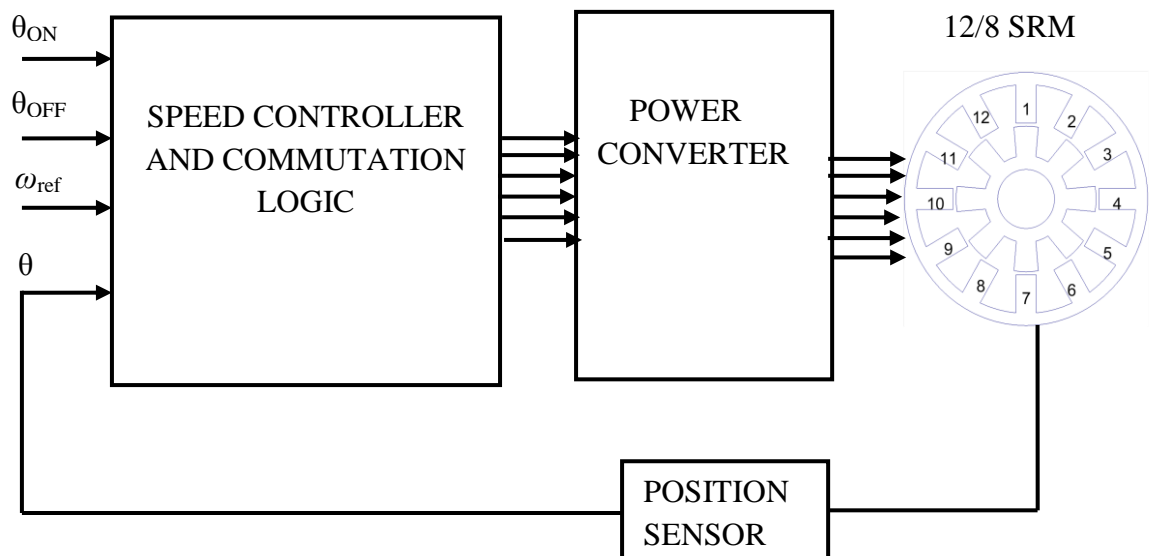 θON
θOFF
ωref
θ
SPEED CONTROLLER
AND COMMUTATION
LOGIC
POWER
CONVERTER
12/8 SRM
1
2
3
4
5
6
7
8
9
10
11
12
POSITION
SENSOR